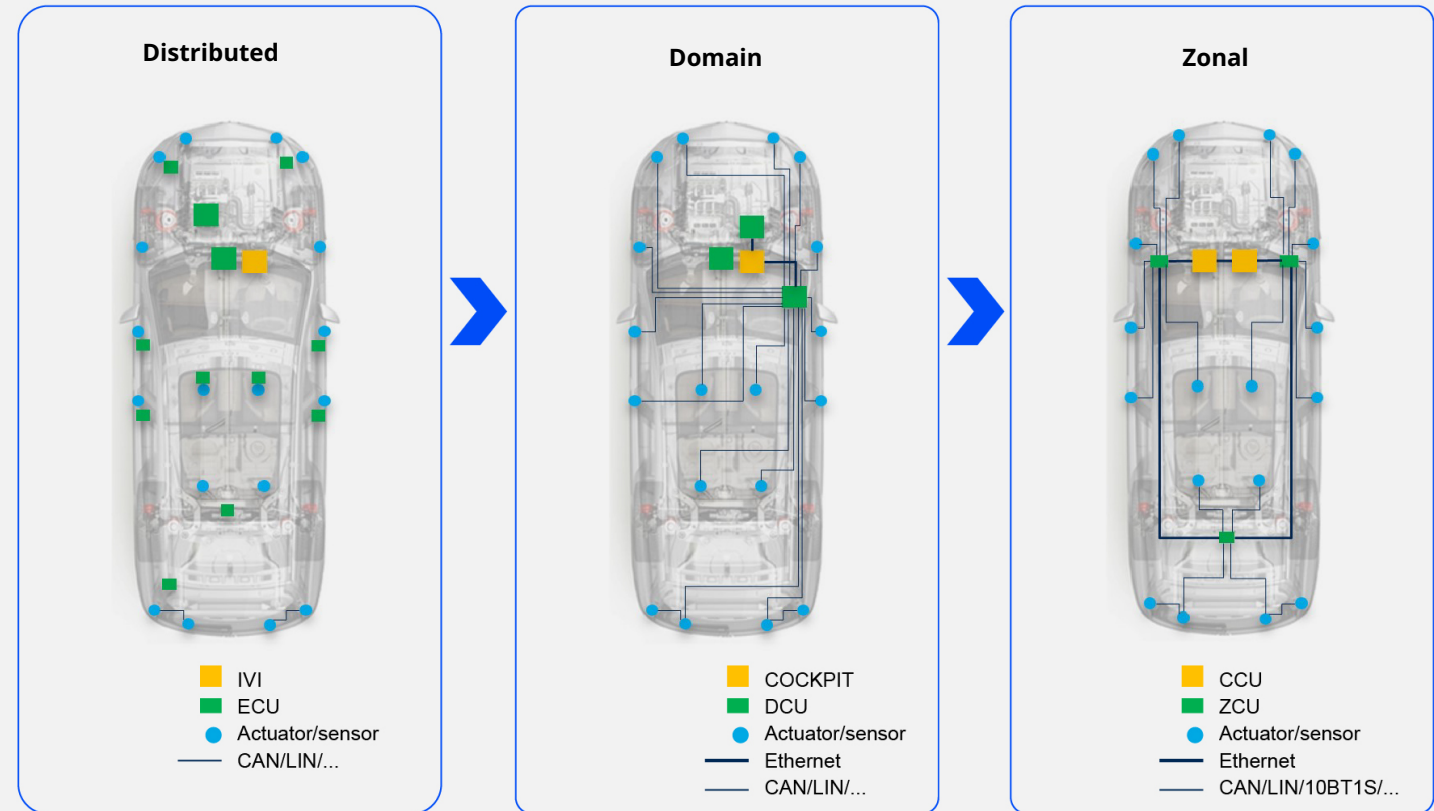 Distributed
IVI
ECU
Actuator/sensor
CAN/LIN/...
Domain
COCKPIT
DCU
Actuator/sensor
Ethernet
CAN/LIN/...
Zonal
CCU
ZCU
Actuator/sensor
Ethernet
CAN/LIN/10BT1S/...